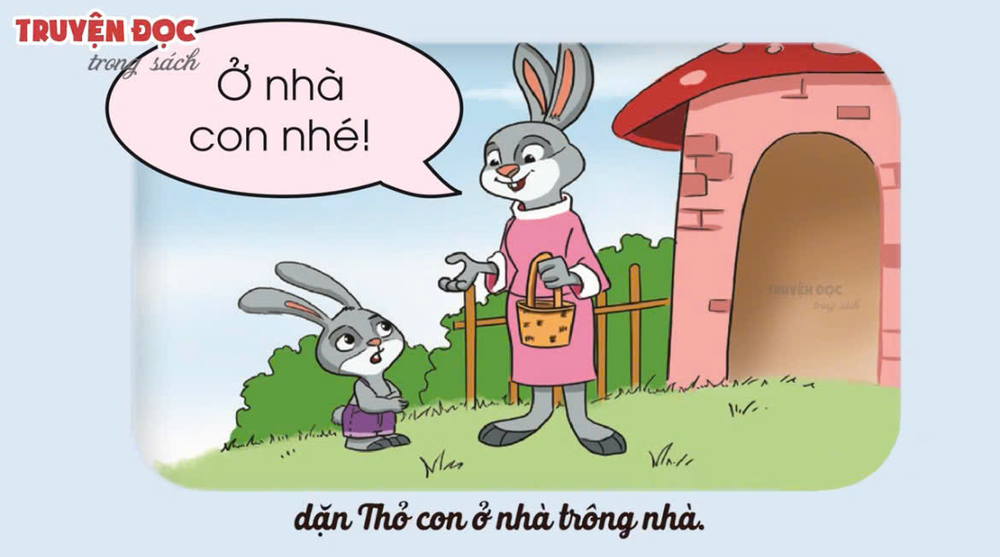 TRUYỆN ĐỌC
trong sách
Ở nhà
con nhé!
TRUYỆN ĐỌC
trong sách
dặn Thỏ con ở nhà trông nhà.